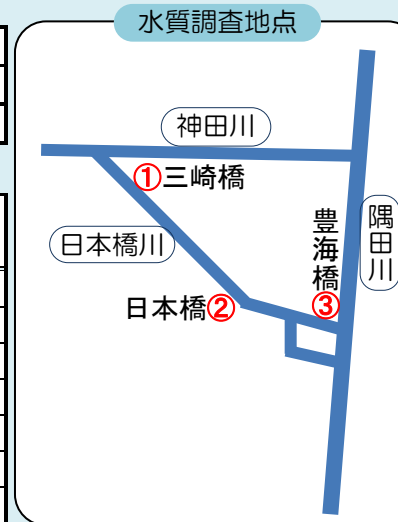 水質調査地点
神田川
①三崎橋
日本橋川
豊海橋
隅田川
日本橋②
③